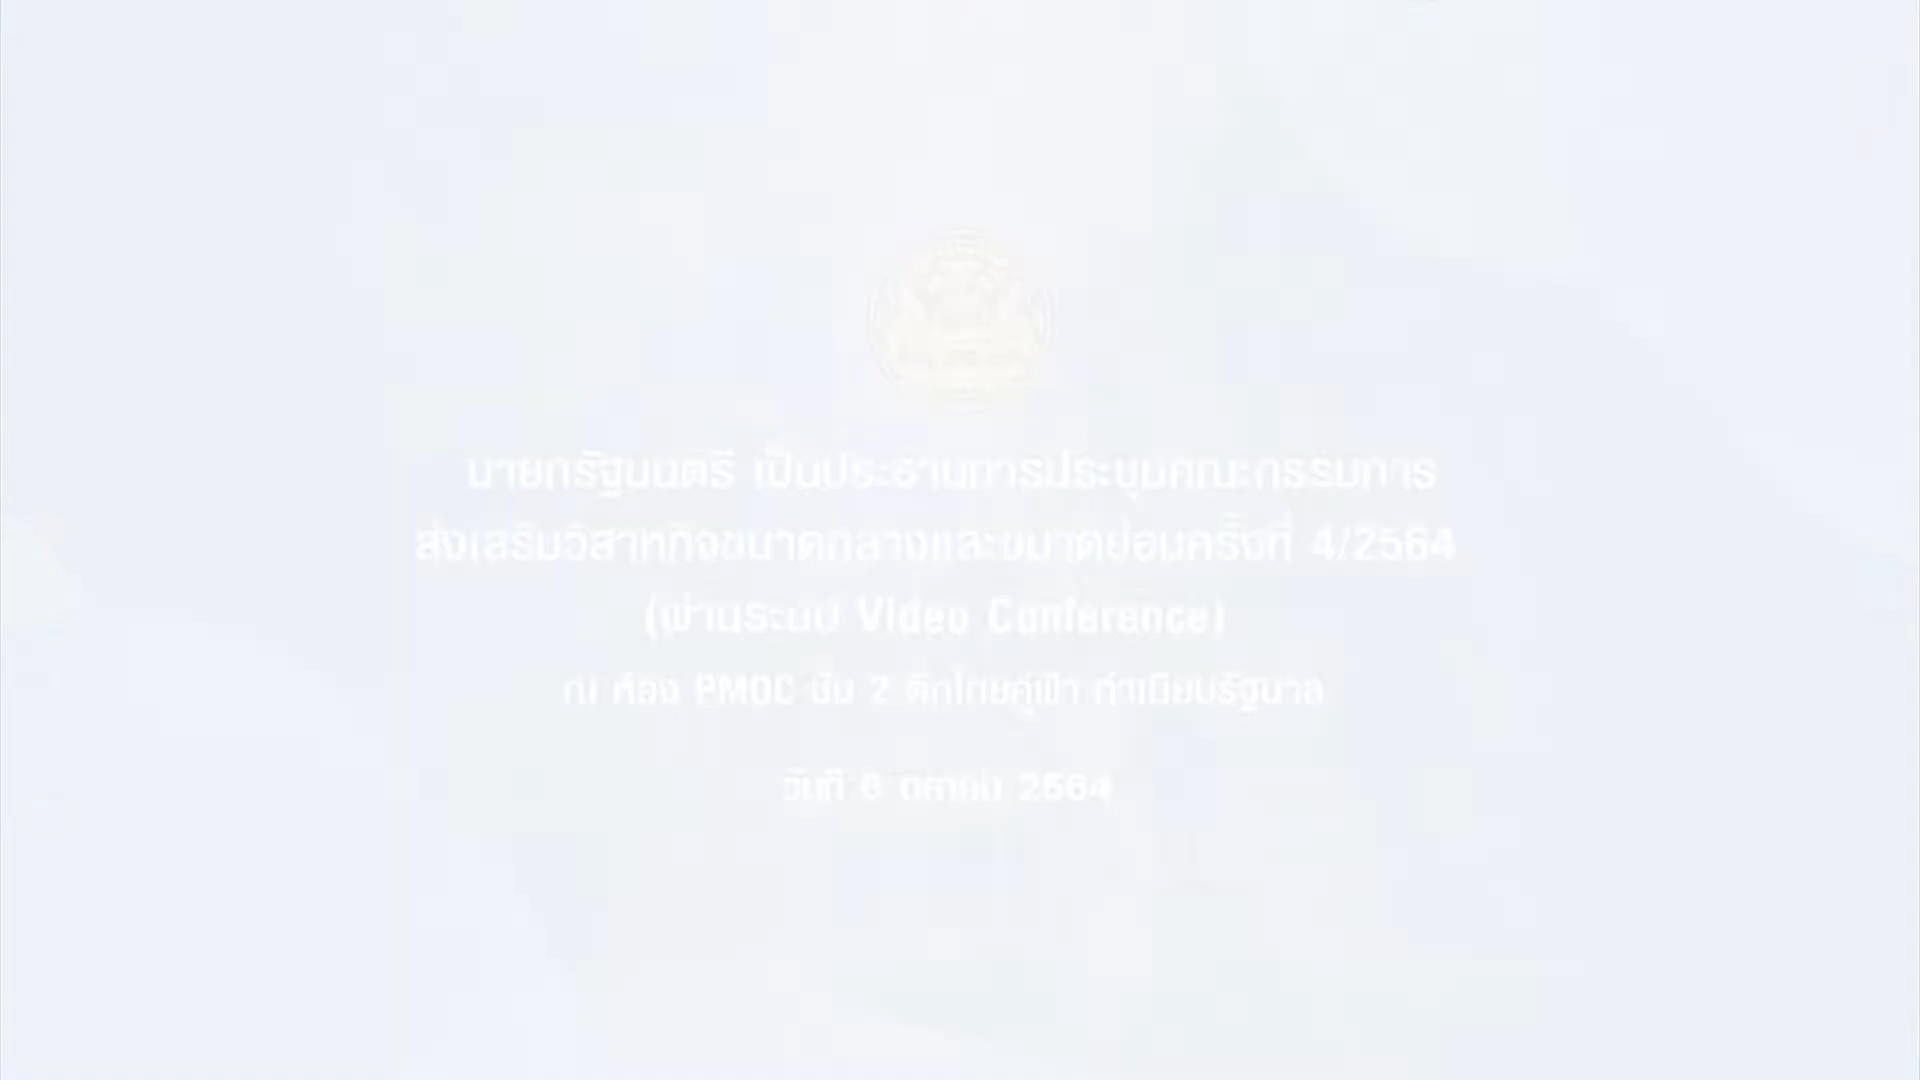 นายกรัฐมนตรี เป็นประธานการประชุมคณะกรรมการ
ส่งเสริมวิสาหกิจขนาดกลางและขนาดย่อมครั้งที่ 4/2564
(ผ่านระบบ Video Conference)
ณ ห้อง PMOC ชั้น 2 ตึกไทยคู่ฟ้า ทำเนียบรัฐบาล
วันที่ 6 ตุลาคม 2564